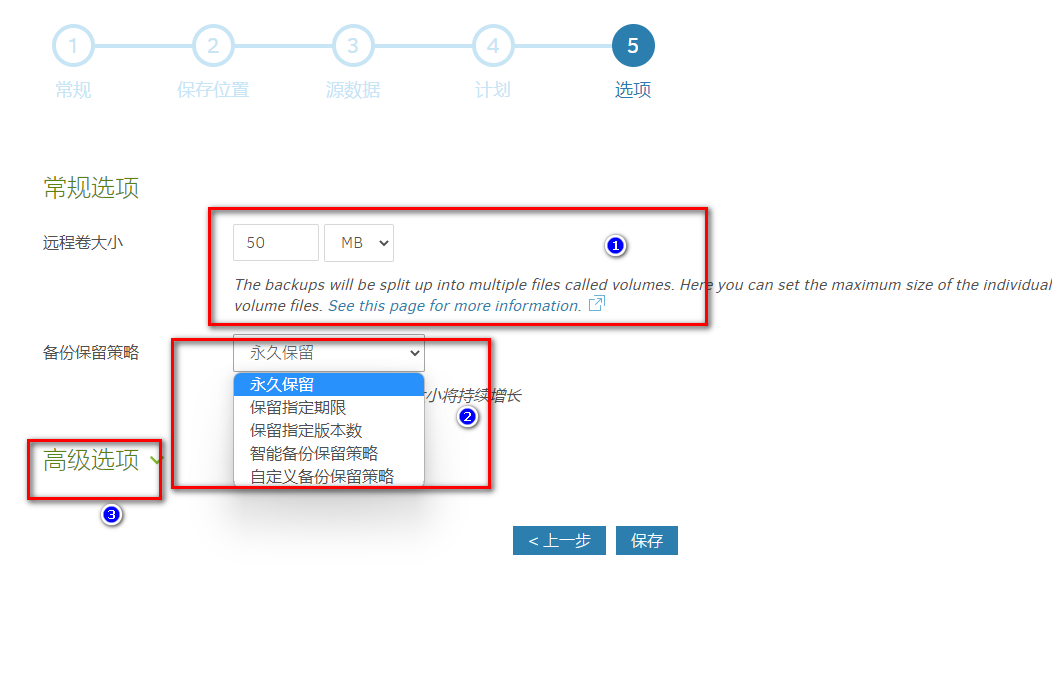 1 2 3 4 5
常规 保存位置 源数据 计划 选项
常规选项
远程卷大小 50 MB 1
The backups will be split up into multiple files called volumes. Here you can set the maximum size of the individual
volume files. See this page for more information.
备份保留策略 永久保留
永久保留
小将持续增长
保留指定期限
2
保留指定版本数
智能备份保留策略
高级选项
自定义备份保留策略
3
< 上一步 保存